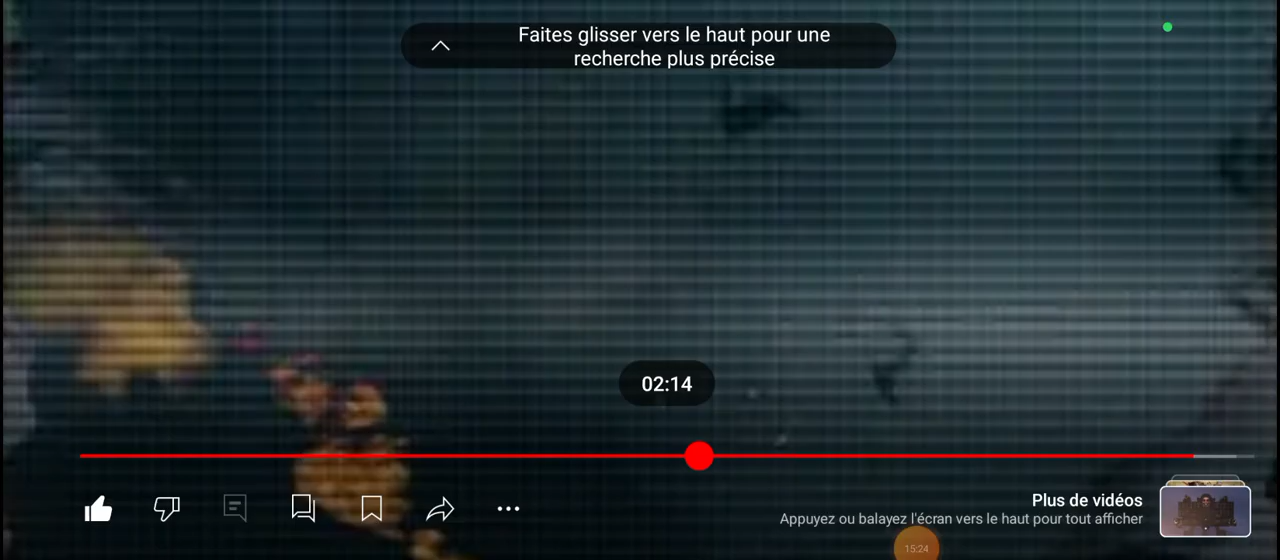 Faites glisser vers le haut pour une
recherche plus précise
02:14
Plus de vidéos
Appuyez ou balayez l'écran vers le haut pour tout afficher
15:24